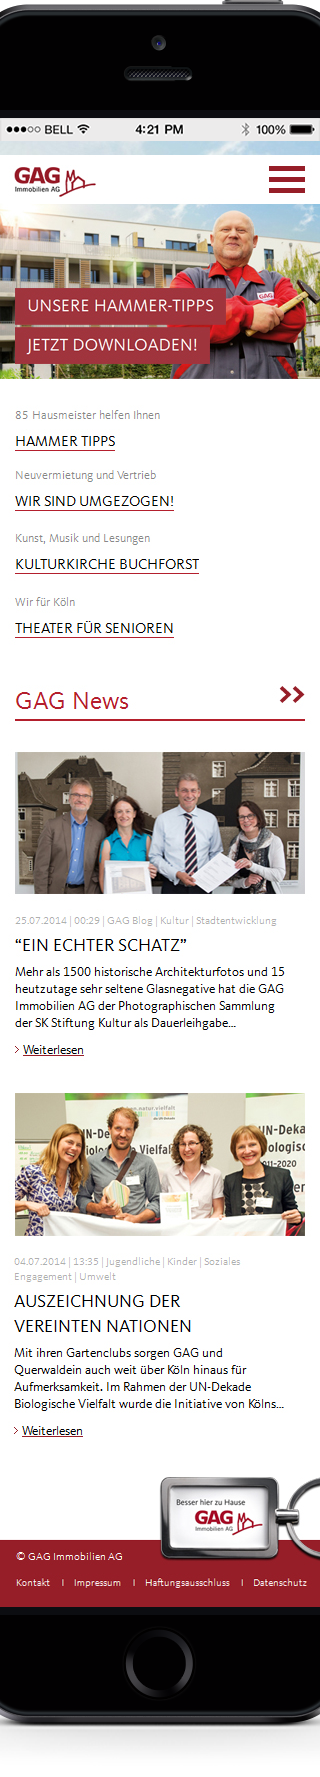 BELL
4:21 PM
100%
GAG
Immobilien AG
GAG
UNSERE HAMMER-TIPPS
JETZT DOWNLOADEN!
85 Hausmeister helfen Ihnen
HAMMER TIPPS
Neuvermietung und Vertrieb
WIR SIND UMGEZOGEN!
Kunst, Musik und Lesungen
KULTURKIRCHE BUCHFORST
Wir für Köln
THEATER FÜR SENIOREN
GAG News
25.07.2014 | 00:29 | GAG Blog | Kultur | Stadtentwicklung
“EIN ECHTER SCHATZ”
Mehr als 1500 historische Architekturfotos und 15
heutzutage sehr seltene Glasnegative hat die GAG
Immobilien AG der Photographischen Sammlung
der SK Stiftung Kultur als Dauerleihgabe...
> Weiterlesen
UN-Deka
Biologisc
2011-2020
04.07.2014 | 13:35 | Jugendliche | Kinder | Soziales
Engagement | Umwelt
AUSZEICHNUNG DER
VEREINTEN NATIONEN
Mit ihren Gartenclubs sorgen GAG und
Querwaldein auch weit über Köln hinaus für
Aufmerksamkeit. Im Rahmen der UN-Dekade
Biologische Vielfalt wurde die Initiative von Kölns...
> Weiterlesen
Besser hier zu Hause
GAG
Immobilien AG
© GAG Immobilien AG
Kontakt | Impressum | Haftungsausschluss | Datenschutz